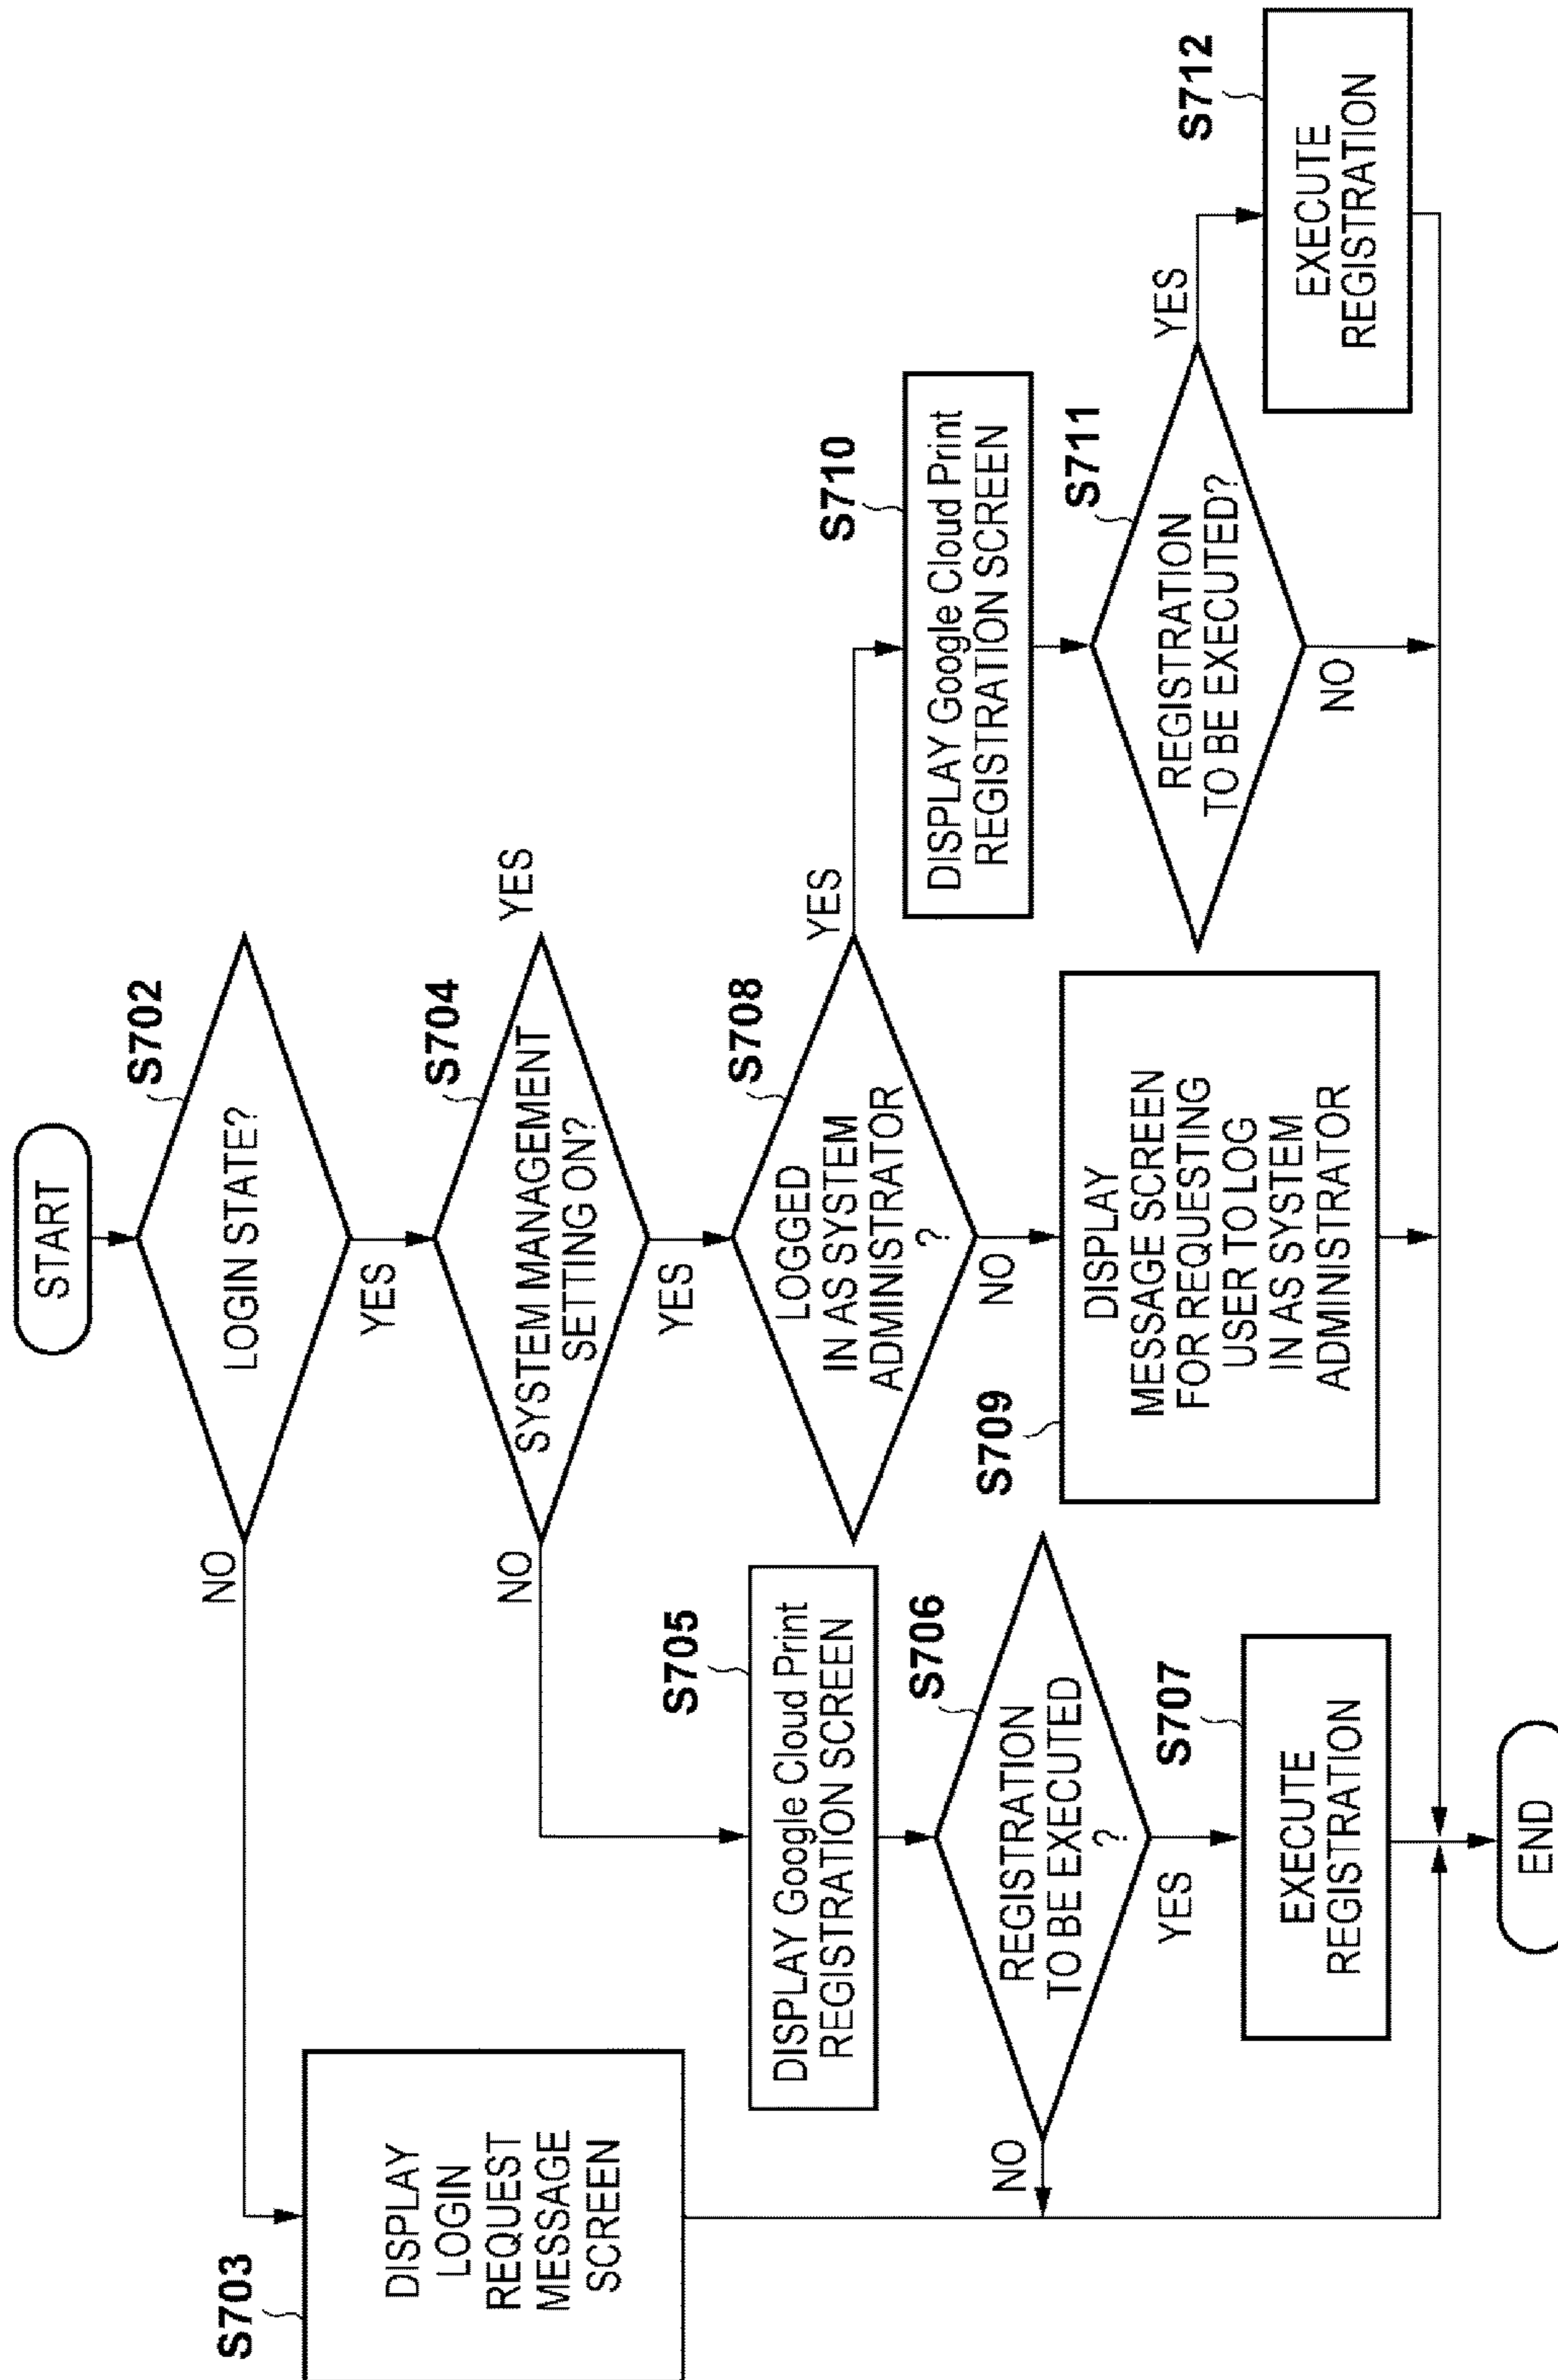 START
S702
LOGIN STATE?
NO
YES
S703
DISPLAY
LOGIN
REQUEST
MESSAGE
SCREEN
S704
SYSTEM MANAGEMENT
SETTING ON?
YES
NO
YES
S705
DISPLAY Google Cloud Print
REGISTRATION SCREEN
S706
REGISTRATION
TO BE EXECUTED
?
NO
YES
S707
EXECUTE
REGISTRATION
S708
LOGGED
IN AS SYSTEM
ADMINISTRATOR
?
YES
NO
S709
DISPLAY
MESSAGE SCREEN
FOR REQUESTING
USER TO LOG
IN AS SYSTEM
ADMINISTRATOR
S710
DISPLAY Google Cloud Print
REGISTRATION SCREEN
S711
REGISTRATION
TO BE EXECUTED?
YES
NO
S712
EXECUTE
REGISTRATION
END